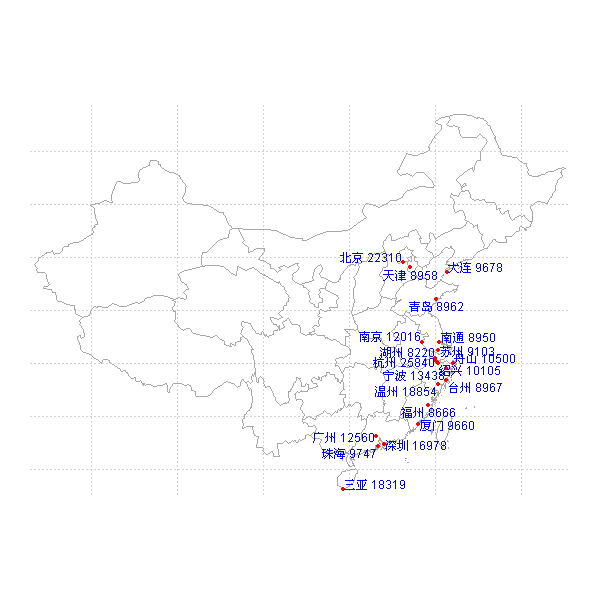 北京 22310
大连 9678
天津 8958
青岛 8962
南京 12016
南通 8950
湖州 8220
苏州 9103
舟山 10500
杭州 25840
绍兴 10105
宁波 13438
台州 8967
温州 18854
福州 8666
厦门 9660
广州 12560
深圳 16978
珠海 9747
三亚 18319